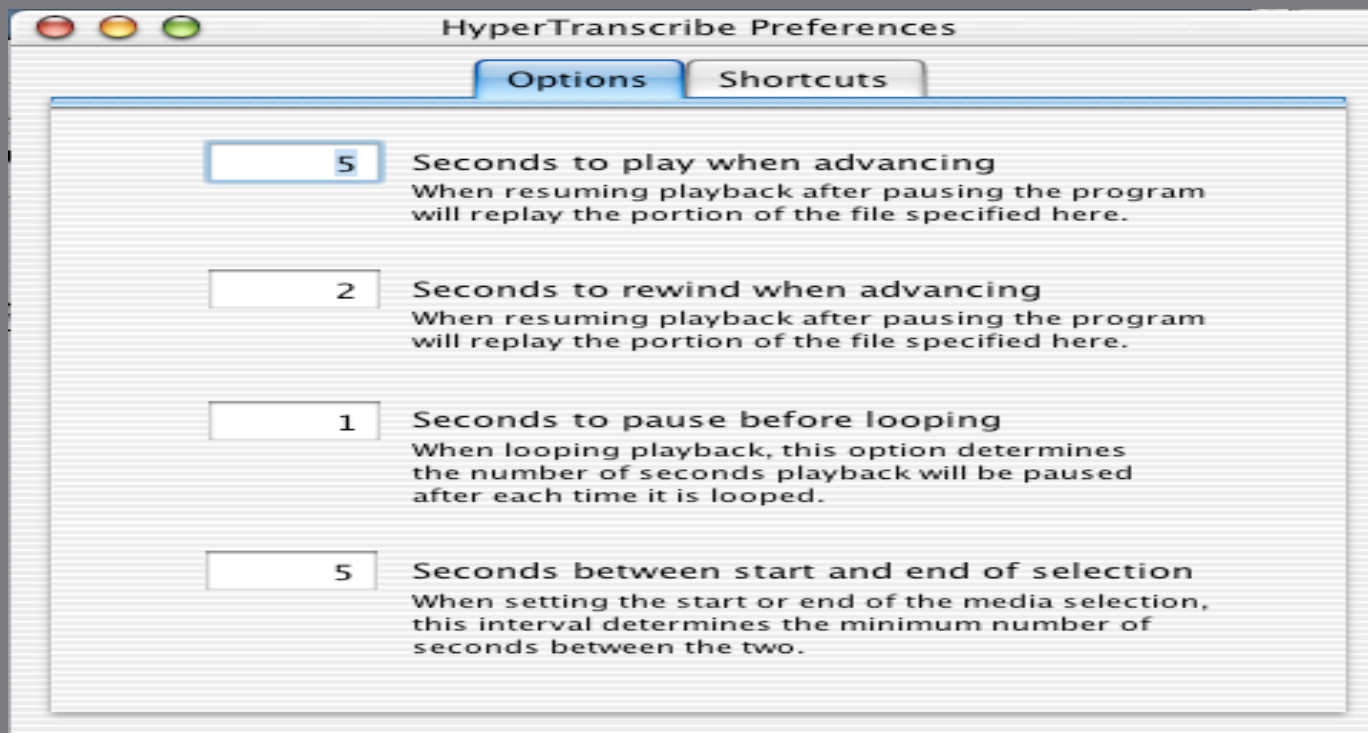 HyperTranscribe Preferences
Options Shortcuts
5 Seconds to play when advancing
When resuming playback after pausing the program
will replay the portion of the file specified here.
2 Seconds to rewind when advancing
When resuming playback after pausing the program
will replay the portion of the file specified here.
1 Seconds to pause before looping
When looping playback, this option determines
the number of seconds playback will be paused
after each time it is looped.
5 Seconds between start and end of selection
When setting the start or end of the media selection,
this interval determines the minimum number of
seconds between the two.